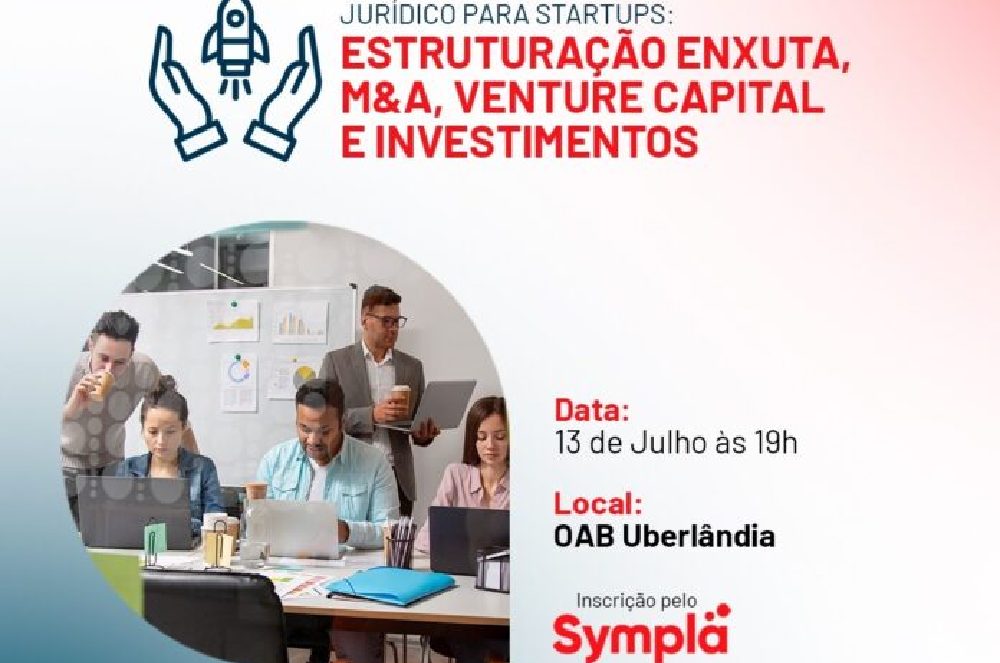 JURÍDICO PARA STARTUPS:
ESTRUTURAÇÃO ENXUTA,
M&A, VENTURE CAPITAL
E INVESTIMENTOS
Data:
13 de Julho às 19h
Local:
OAB Uberlândia
Inscrição pelo
Sympla